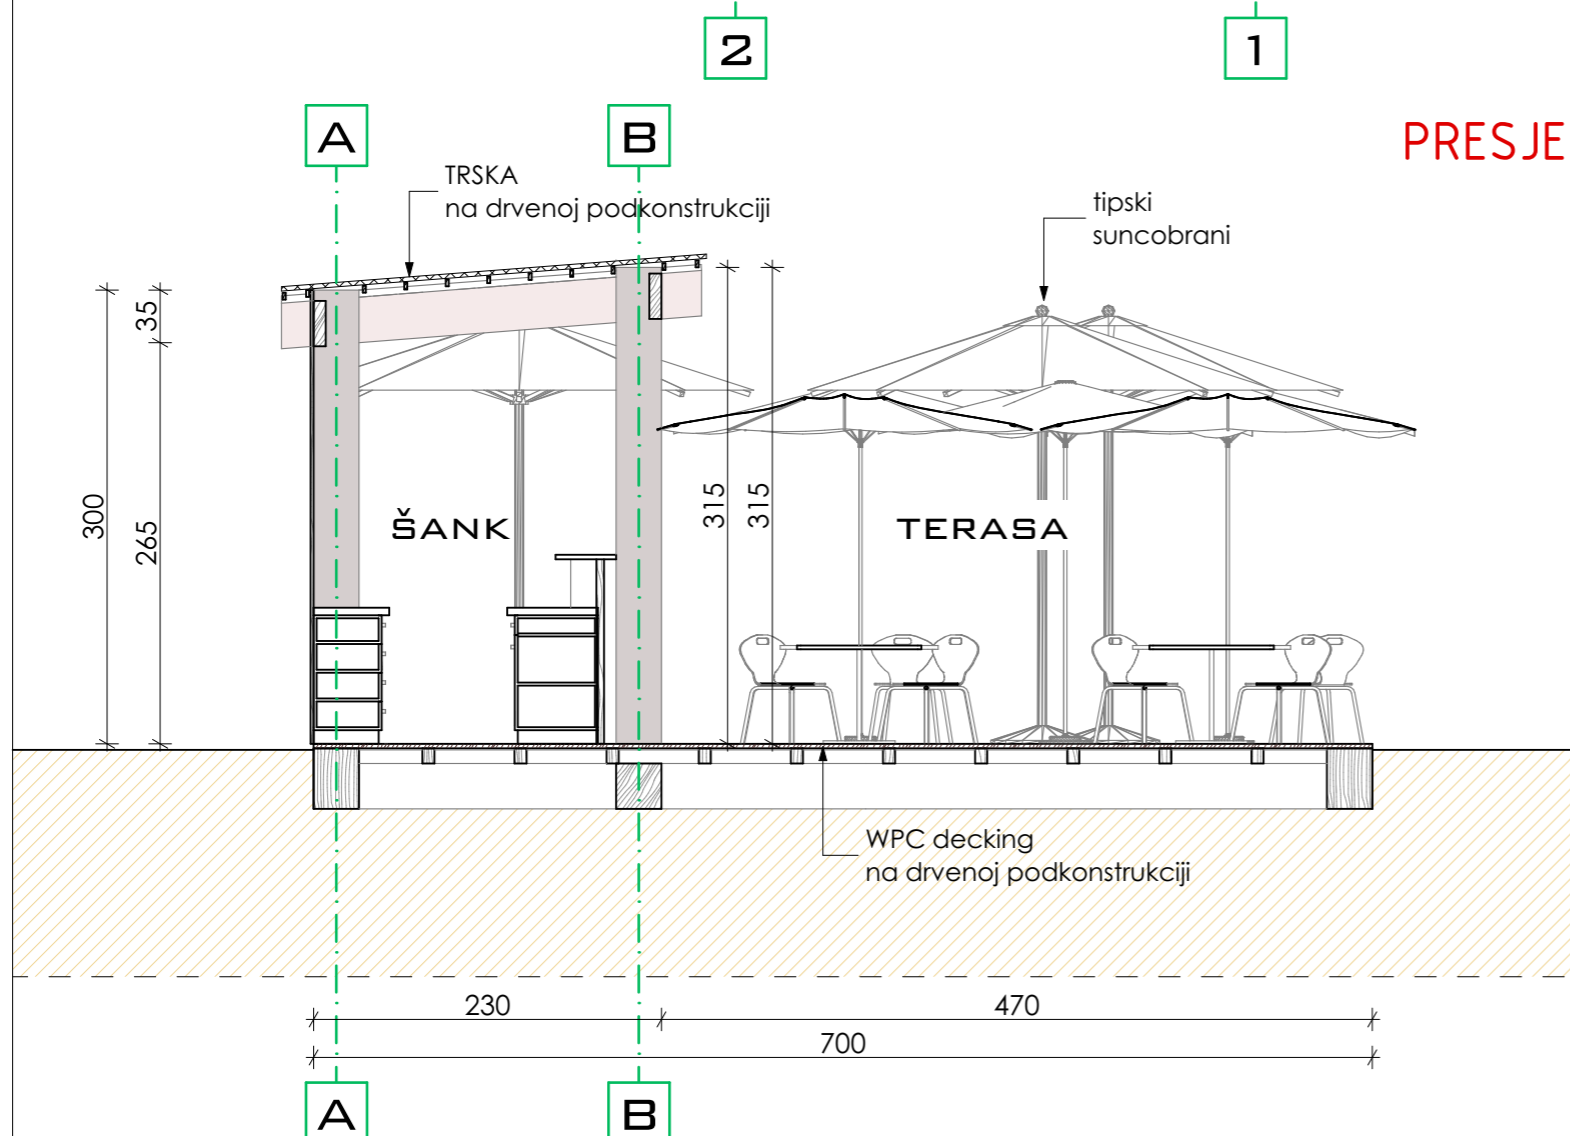 2
1
A
B
PRESJE
TRSKA
na drvenoj podkonstrukciji
tipski
suncobrani
35
300
265
315
315
ŠANK
TERASA
WPC decking
na drvenoj podkonstrukciji
230
470
700
A
B